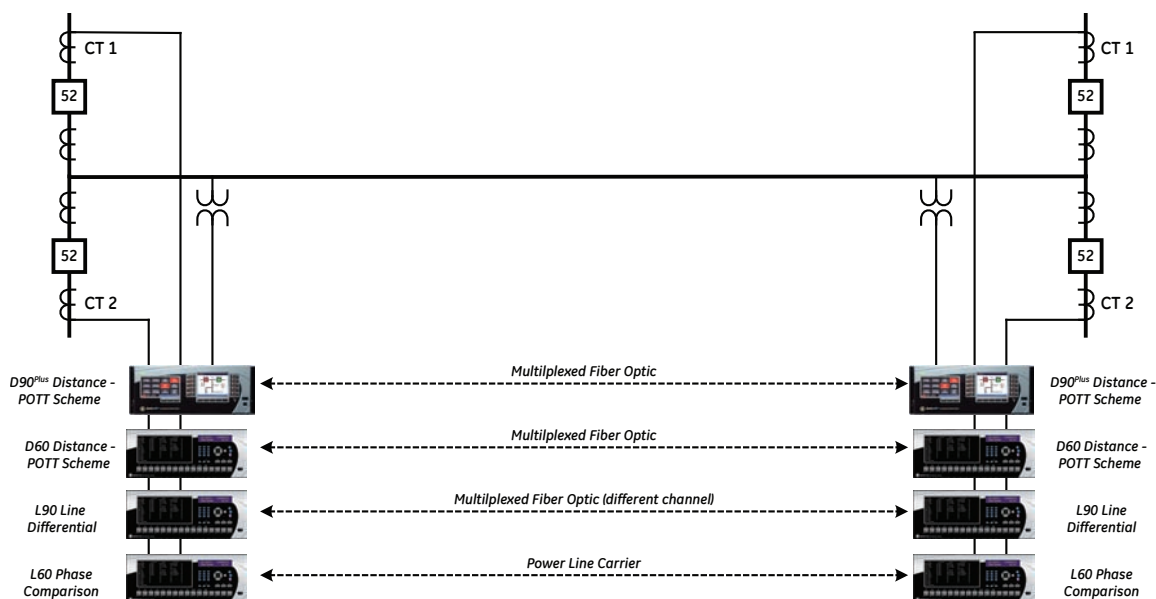 CT 1
CT 1
52
52
52
52
CT 2
CT 2
D90Plus Distance -
POTT Scheme
Multilplexed Fiber Optic
D90Plus Distance -
POTT Scheme
D60 Distance -
POTT Scheme
Multilplexed Fiber Optic
D60 Distance -
POTT Scheme
L90 Line
Differential
Multilplexed Fiber Optic (different channel)
L90 Line
Differential
L60 Phase
Comparison
Power Line Carrier
L60 Phase
Comparison